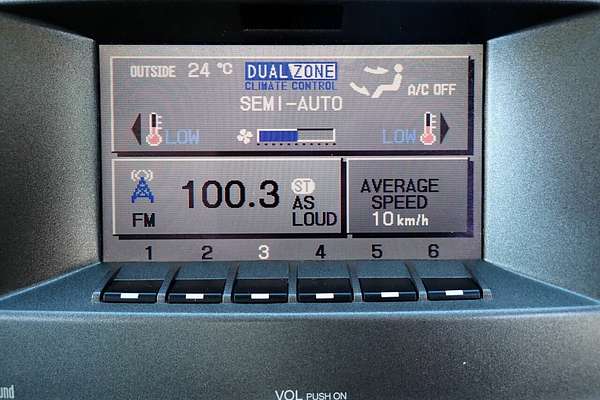 OUTSIDE 24 °C DUAL ZONE
CLIMATE CONTROL
A/C OFF
SEMI-AUTO
LOW LOW
100.3 ST
AS
FM LOUD
AVERAGE
SPEED
10 km/h
1 2 3 4 5 6
und
VOL PUSH ON